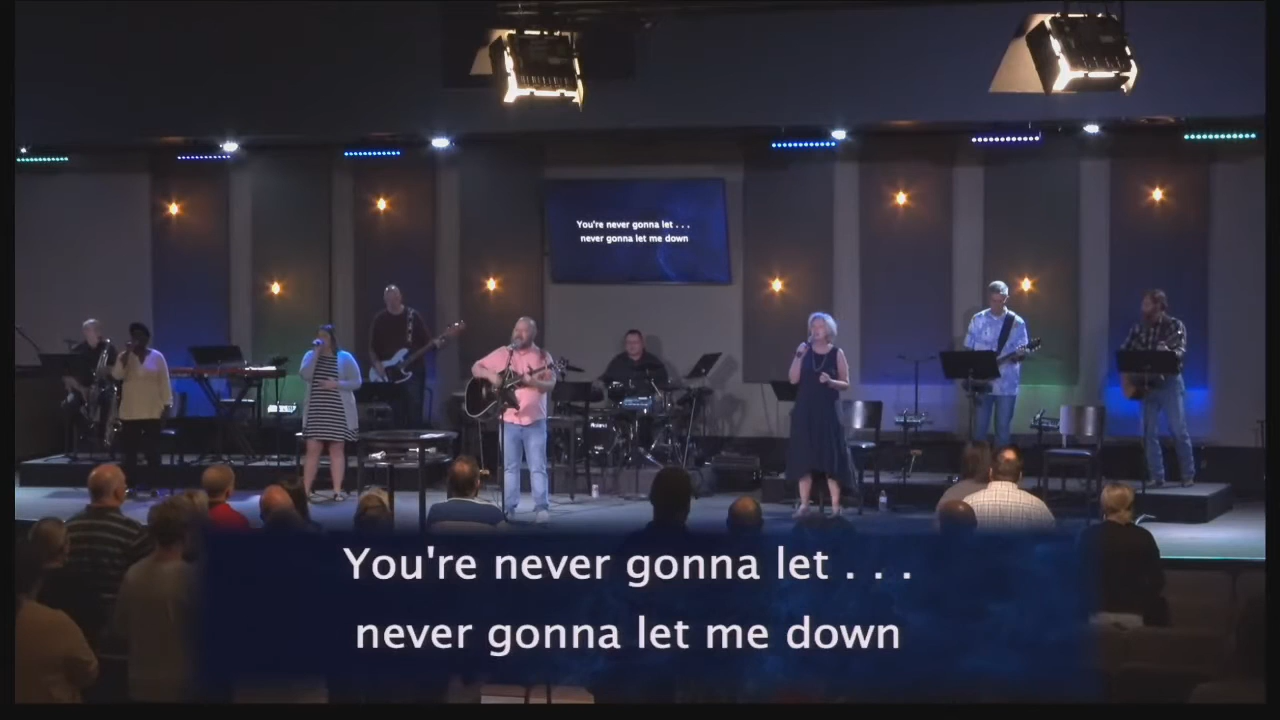 You're never gonna let . . .
never gonna let me down
Roland
You're never gonna let . . .
never gonna let me down